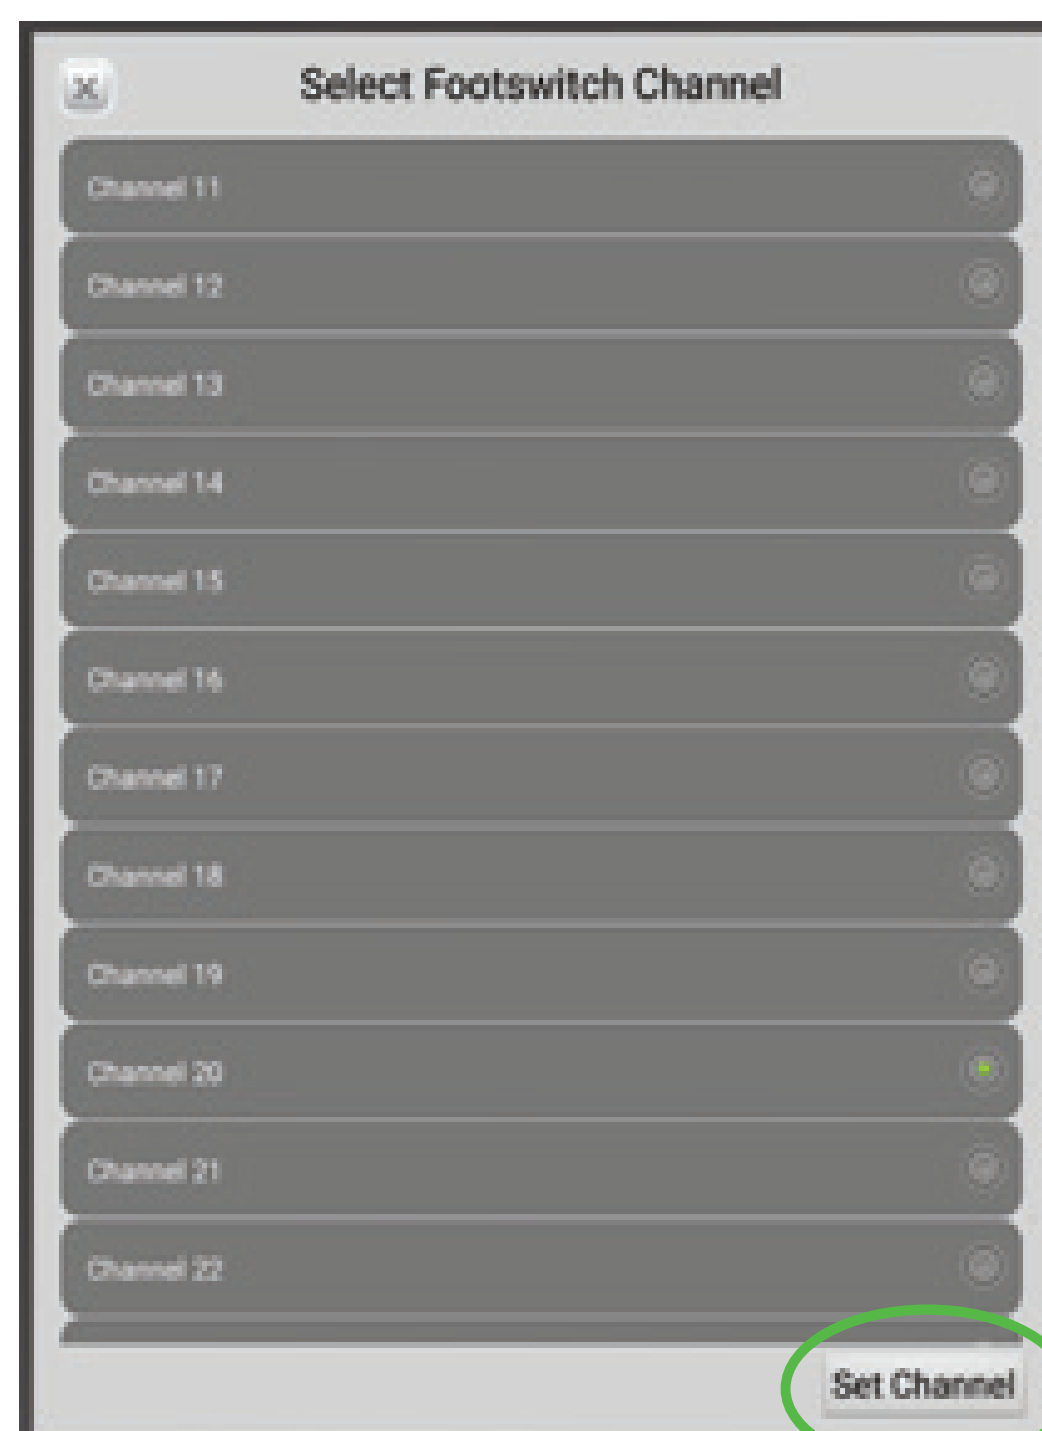 x
Select Footswitch Channel
Channel 11
Channel 12
Channel 13
Channel 14
Channel 15
Channel 16
Channel 17
Channel 18
Channel 19
Channel 20
Channel 21
Channel 22
Set Channel